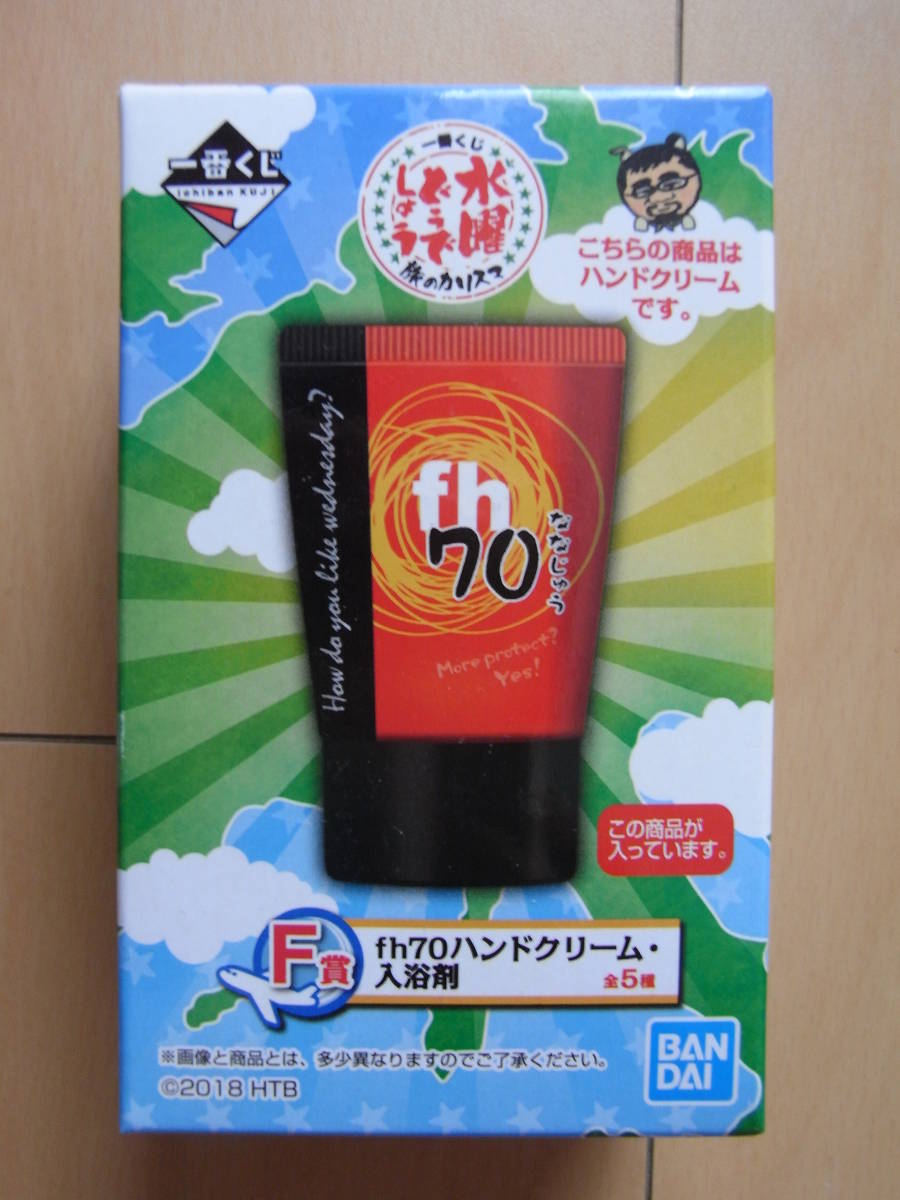 一番くじ
Ichiban KUJI
一番くじ
水曜
どうで
しょう
旅のカリスマ
こちらの商品は
ハンドクリーム
です。
How do you like wednesday?
fh
70
ななじゅう
More protect?
Yes!
この商品が
入っています。
F賞
fh70ハンドクリーム・
入浴剤
全5種
※画像と商品とは、多少異なりますのでご了承ください。
©2018 HTB
BAN
DAI